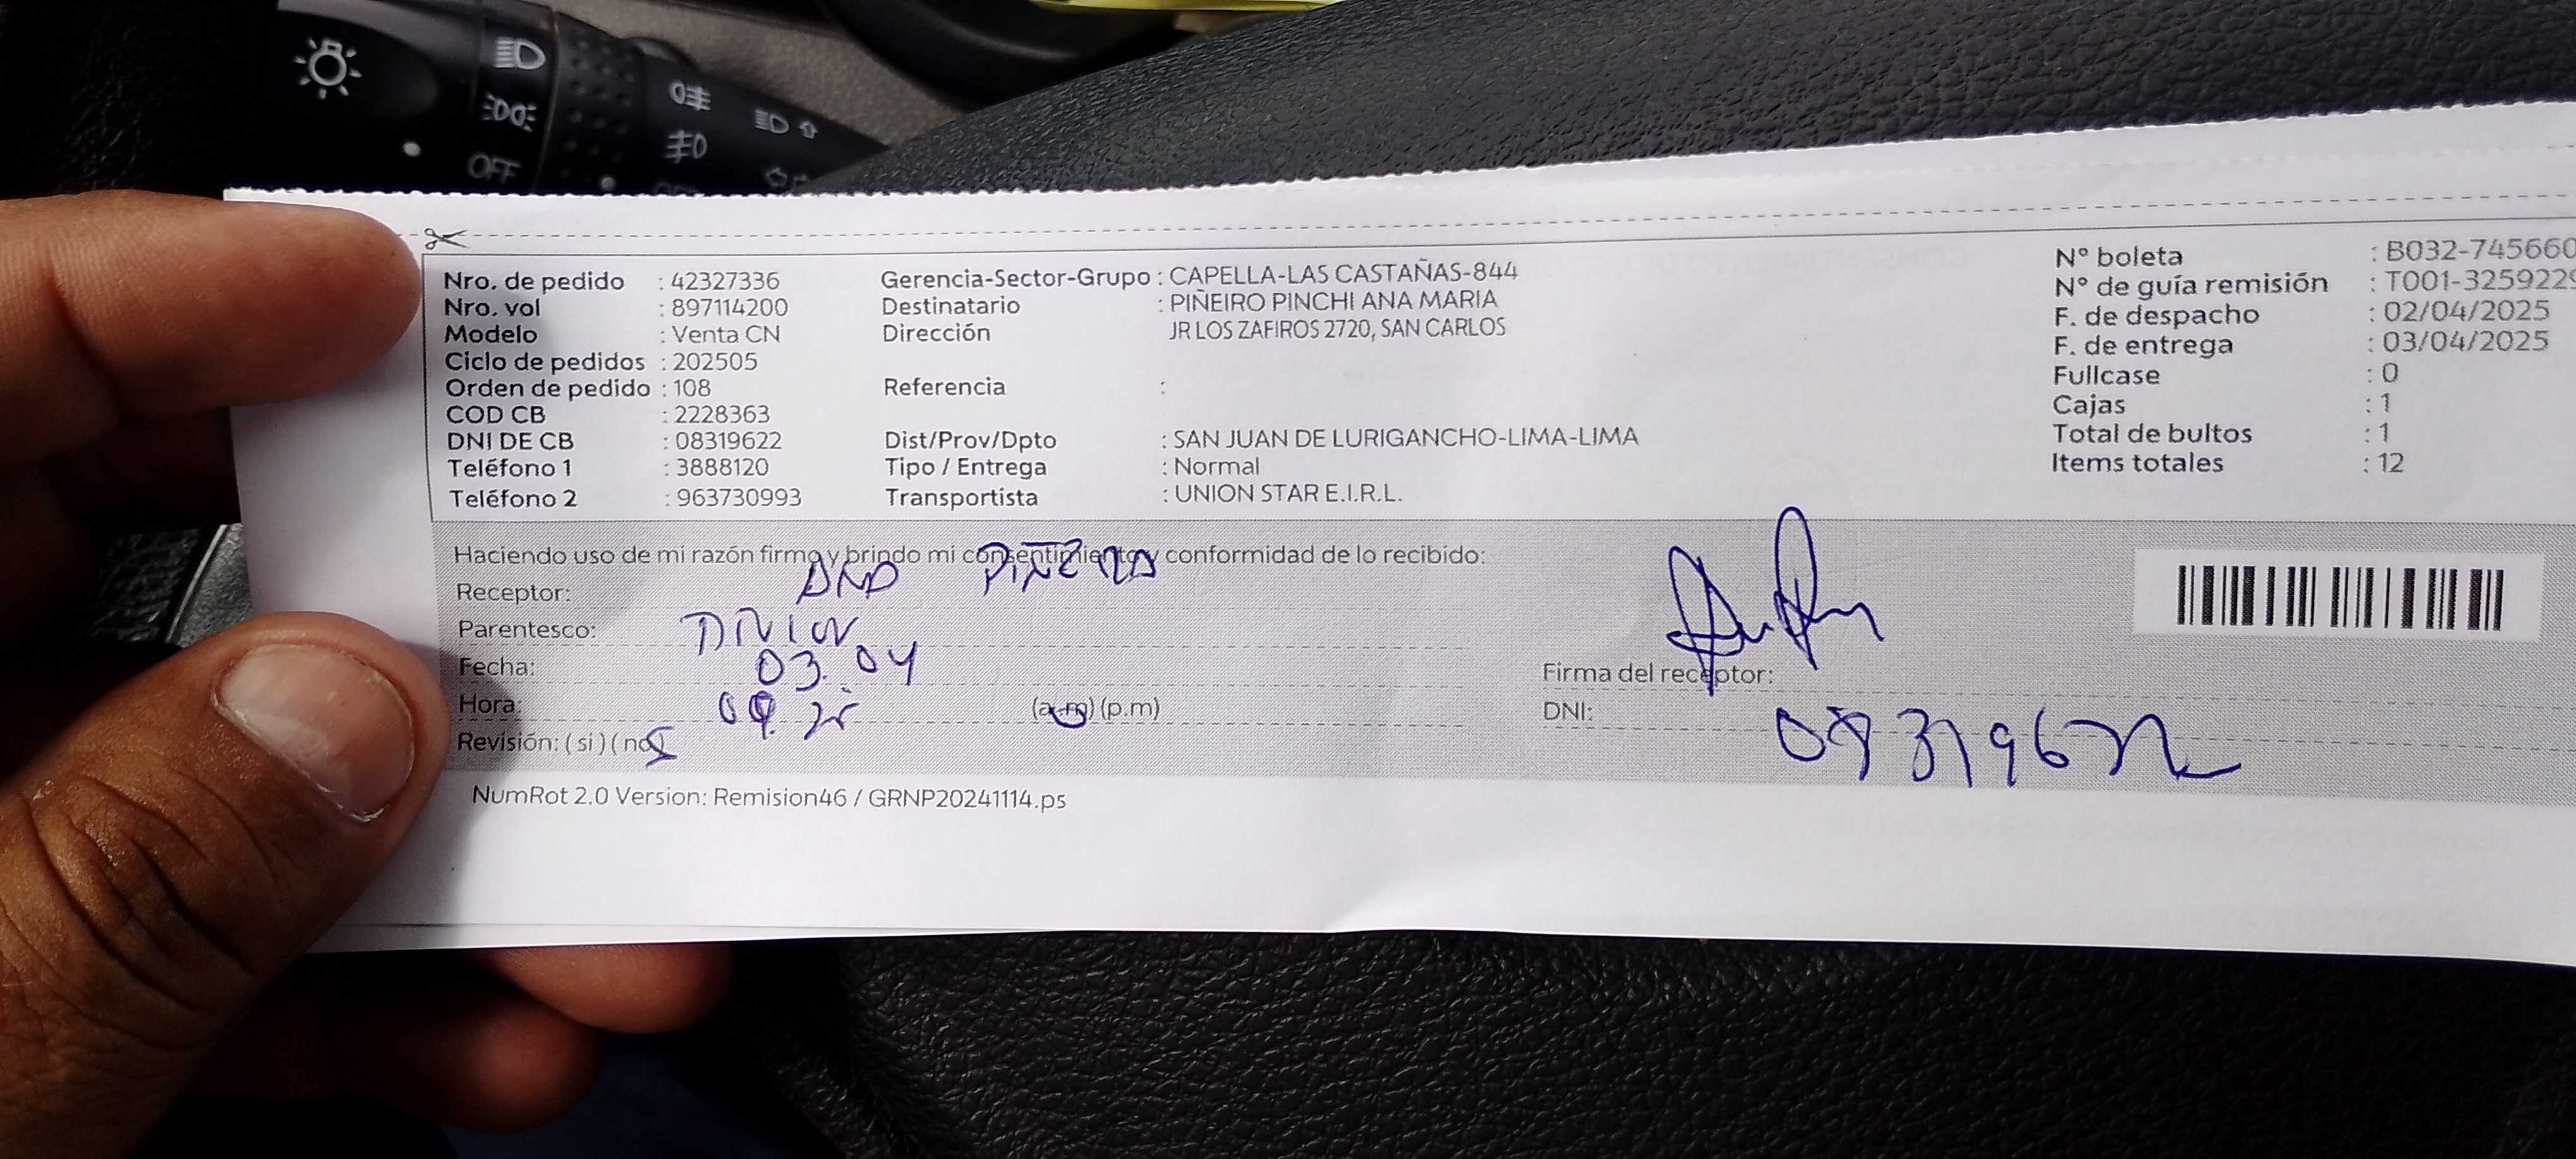 OFF
Nro. de pedido : 42327336 Gerencia-Sector-Grupo : CAPELLA-LAS CASTAÑAS-844 N° boleta : B032-745660
Nro. vol : 897114200 Destinatario : PIÑEIRO PINCHI ANA MARIA N° de guía remisión : T001-3259229
Modelo : Venta CN Dirección JR LOS ZAFIROS 2720, SAN CARLOS F. de despacho : 02/04/2025
Ciclo de pedidos : 202505 F. de entrega : 03/04/2025
Orden de pedido : 108 Referencia : Fullcase : 0
COD CB : 2228363 Cajas : 1
DNI DE CB : 08319622 Dist/Prov/Dpto : SAN JUAN DE LURIGANCHO-LIMA-LIMA Total de bultos : 1
Teléfono 1 : 3888120 Tipo / Entrega : Normal Items totales : 12
Teléfono 2 : 963730993 Transportista : UNION STAR E.I.R.L.
Haciendo uso de mi razón firmo y brindo mi consentimiento y conformidad de lo recibido:
Receptor: ANA
Parentesco:
Fecha: 03.04 Firma del receptor:
Hora: (a.m) (p.m) DNI:
Revisión: ( si ) ( no )
NumRot 2.0 Version: Remision46 / GRNP20241114.ps